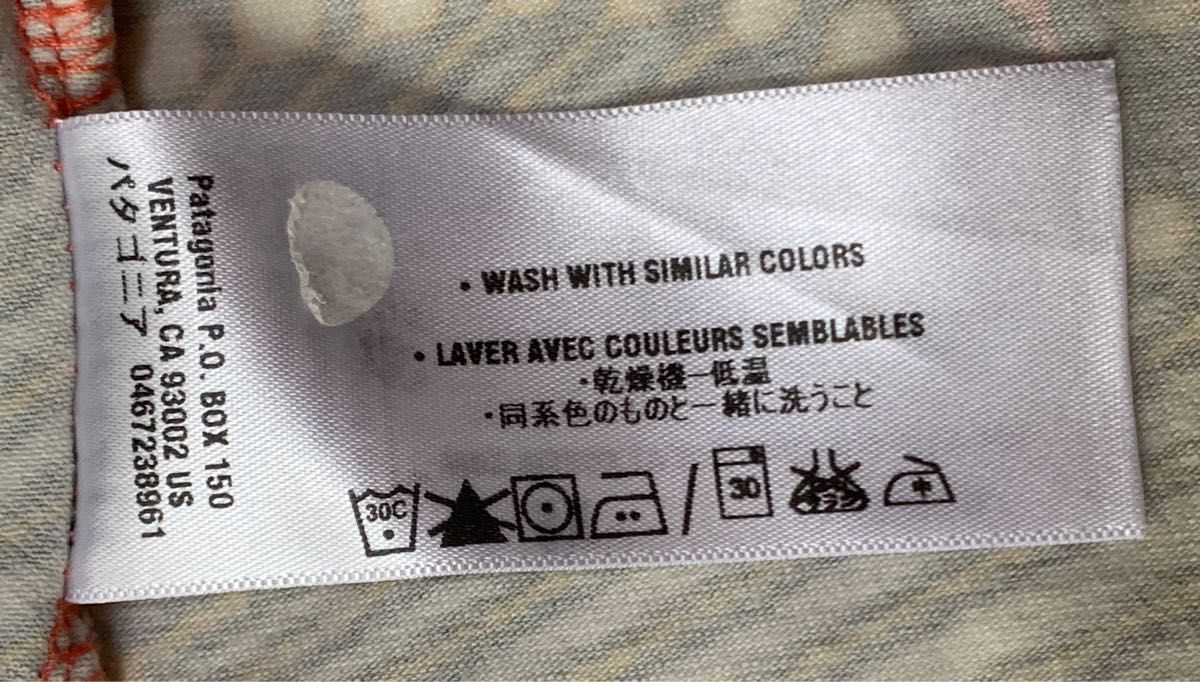 Patagonia P.O. BOX 150
VENTURA, CA 93002 US
パタゴニア 0467238961
• WASH WITH SIMILAR COLORS
• LAVER AVEC COULEURS SEMBLABLES
・乾燥機ー低温
・同系色のものと一緒に洗うこと
30C
30